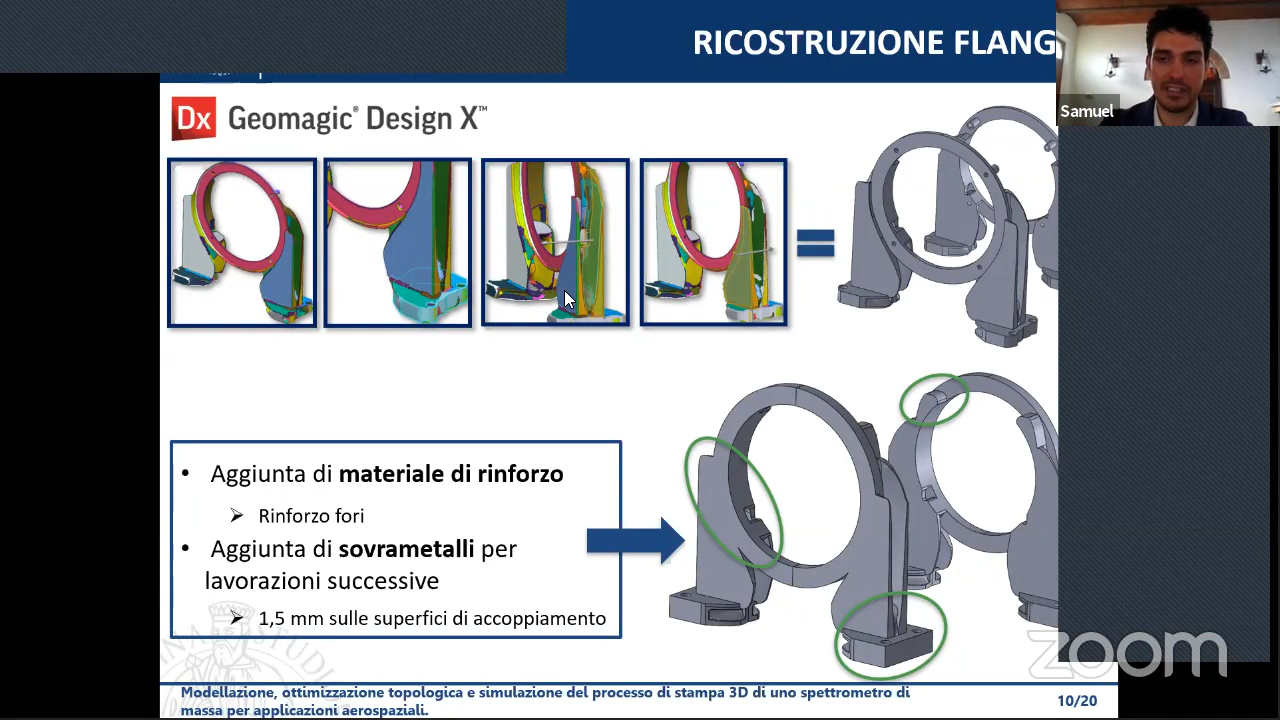 RICOSTRUZIONE FLANG
Samuel
Dx Geomagic® Design X™
• Aggiunta di materiale di rinforzo
➢ Rinforzo fori
• Aggiunta di sovrametalli per
lavorazioni successive
➢ 1,5 mm sulle superfici di accoppiamento
zoom
Modellazione, ottimizzazione topologica e simulazione del processo di stampa 3D di uno spettrometro di
massa per applicazioni aerospaziali.
10/20